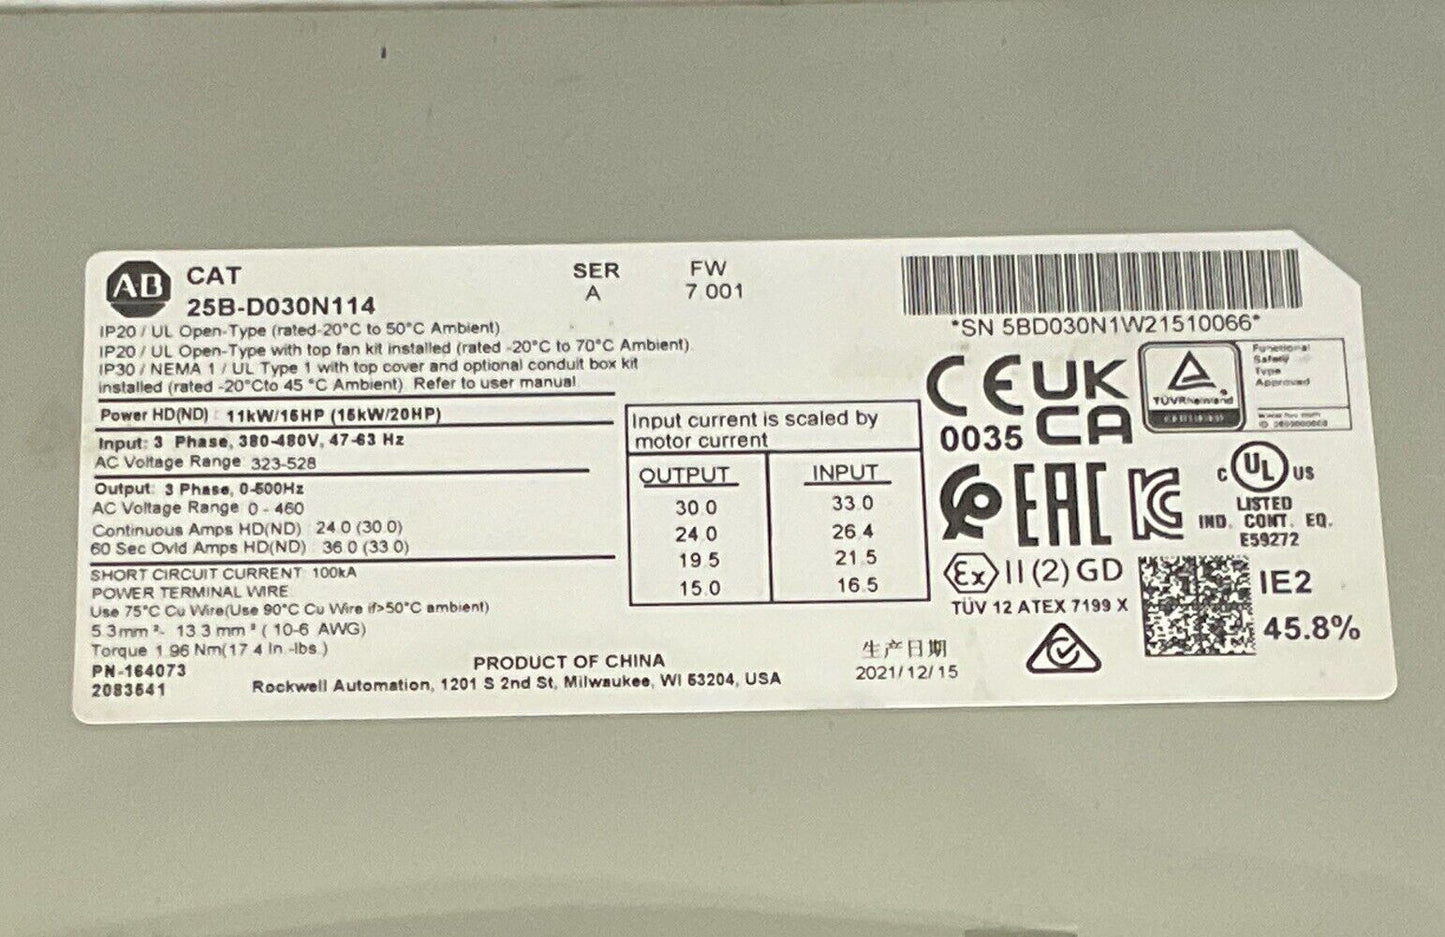 A-B CAT
25B-D030N114
SER
A
FW
7.001
*SN 5BD030N1W21510066*
IP20 / UL Open-Type (rated-20°C to 50°C Ambient)
IP20 / UL Open-Type with top fan kit installed (rated -20°C to 70°C Ambient)
IP30 / NEMA 1 / UL Type 1 with top cover and optional conduit box kit
installed (rated -20°Cto 45 °C Ambient) Refer to user manual
Power HD(ND) : 11kW/15HP (15kW/20HP)
Input: 3 Phase, 380-480V, 47-63 Hz
AC Voltage Range 323-528
Output: 3 Phase, 0-500Hz
AC Voltage Range 0 - 460
Continuous Amps HD(ND) 24.0 (30.0)
60 Sec Ovld Amps HD(ND) 36.0 (33.0)
SHORT CIRCUIT CURRENT 100kA
POWER TERMINAL WIRE
Use 75°C Cu Wire(Use 90°C Cu Wire if>50°C ambient)
5.3mm²- 13.3 mm² ( 10-6 AWG)
Torque 1.96 Nm(17.4 In.-lbs.)
PN-164073
2083541
PRODUCT OF CHINA
Rockwell Automation, 1201 S 2nd St, Milwaukee, WI 53204, USA
Input current is scaled by
motor current
OUTPUT INPUT
30.0 33.0
24.0 26.4
19.5 21.5
15.0 16.5
生产日期
2021/12/15
CE
0035
UK
CA
TÜVRheinland
CERTIFIED
Functional
Safety
Type
Approved
EAC
KC
C UL US
LISTED
IND. CONT. EQ.
E59272
Ex II (2) GD
TÜV 12 ATEX 7199 X
IE2
45.8%